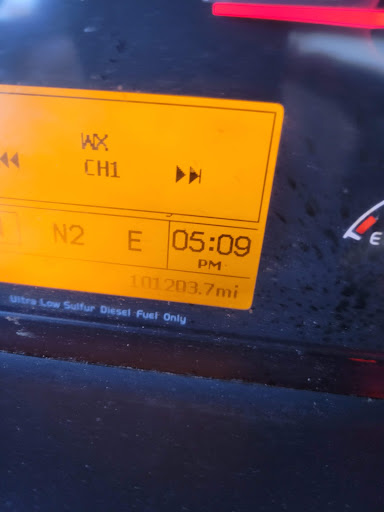 WX
CH1
N2 E 05:09
PM
101203.7mi
Ultra Low Sulfur Diesel Fuel Only
E